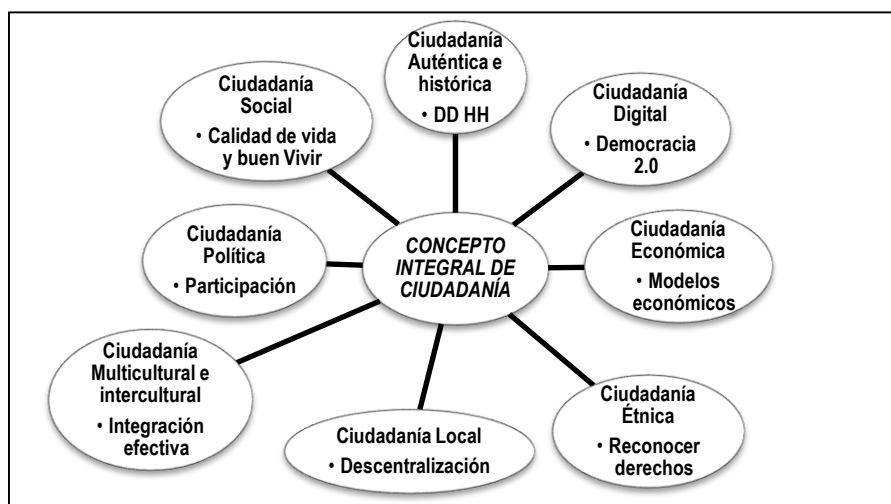 Ciudadanía
Auténtica e
histórica
• DD HH
Ciudadanía
Social
• Calidad de vida
y buen Vivir
Ciudadanía
Digital
• Democracia
2.0
Ciudadanía
Política
• Participación
CONCEPTO
INTEGRAL DE
CIUDADANÍA
Ciudadanía
Económica
• Modelos
económicos
Ciudadanía
Multicultural e
intercultural
• Integración
efectiva
Ciudadanía Local
• Descentralización
Ciudadanía
Étnica
• Reconocer
derechos